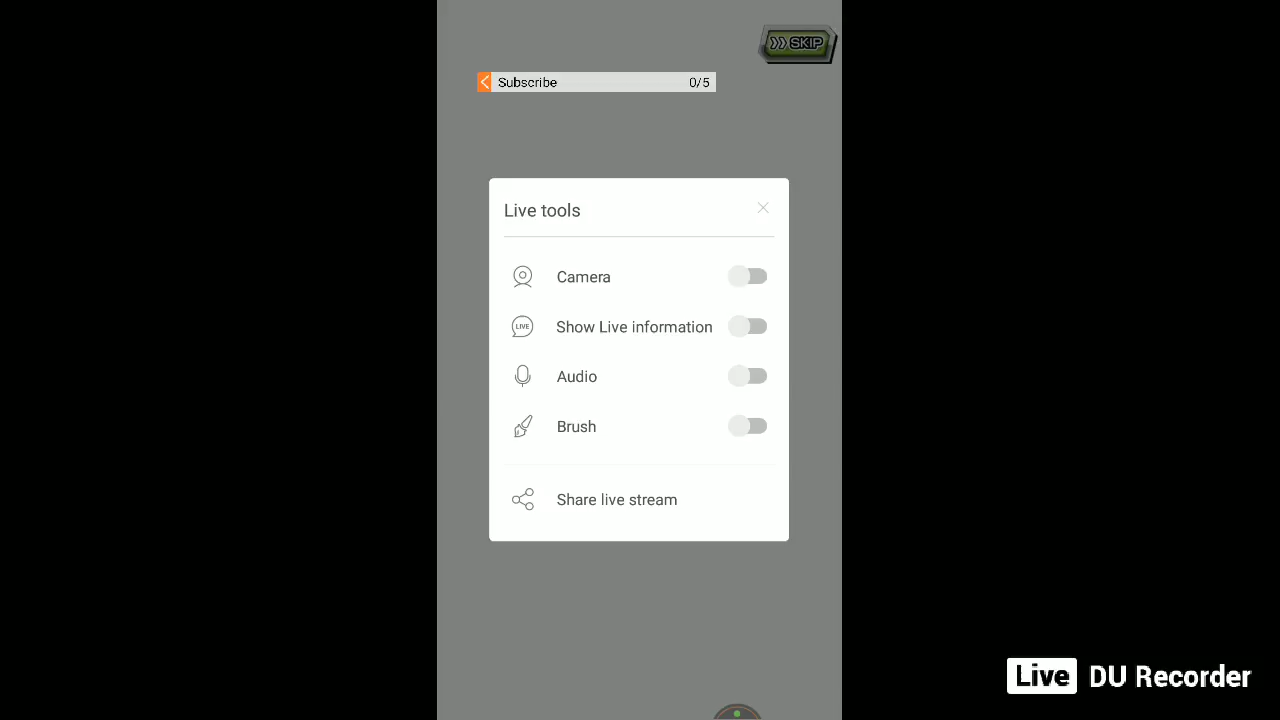 SKIP
Subscribe 0/5
Live tools
Camera
LIVE Show Live information
Audio
Brush
Share live stream
Live DU Recorder